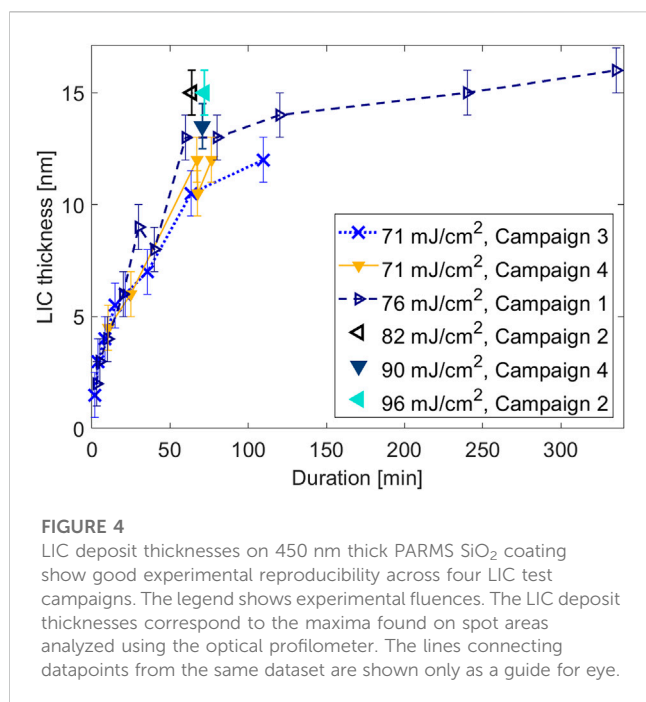 15
10
5
0
LIC thickness [nm]
0 50 100 150 200 250 300
Duration [min]
71 mJ/cm², Campaign 3
71 mJ/cm², Campaign 4
76 mJ/cm², Campaign 1
82 mJ/cm², Campaign 2
90 mJ/cm², Campaign 4
96 mJ/cm², Campaign 2
FIGURE 4
LIC deposit thicknesses on 450 nm thick PARMS SiO₂ coating
show good experimental reproducibility across four LIC test
campaigns. The legend shows experimental fluences. The LIC deposit
thicknesses correspond to the maxima found on spot areas
analyzed using the optical profilometer. The lines connecting
datapoints from the same dataset are shown only as a guide for eye.